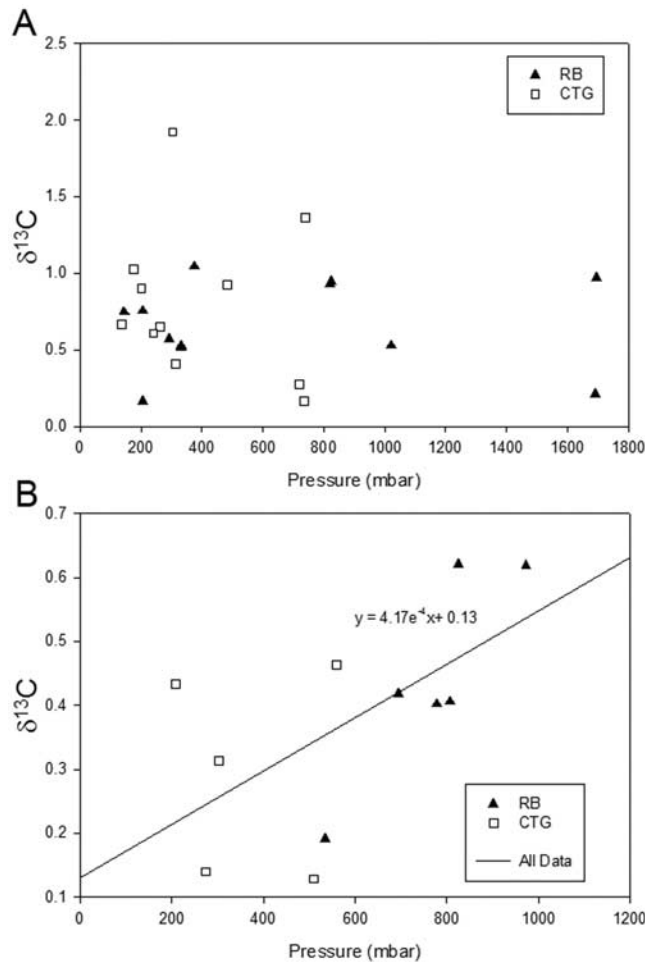 A
2.5
2.0
1.5
1.0
0.5
0.0
δ13C
RB
CTG
0 200 400 600 800 1000 1200 1400 1600 1800
Pressure (mbar)
B
0.7
0.6
0.5
0.4
0.3
0.2
0.1
δ13C
y = 4.17e-4x+ 0.13
RB
CTG
All Data
0 200 400 600 800 1000 1200
Pressure (mbar)